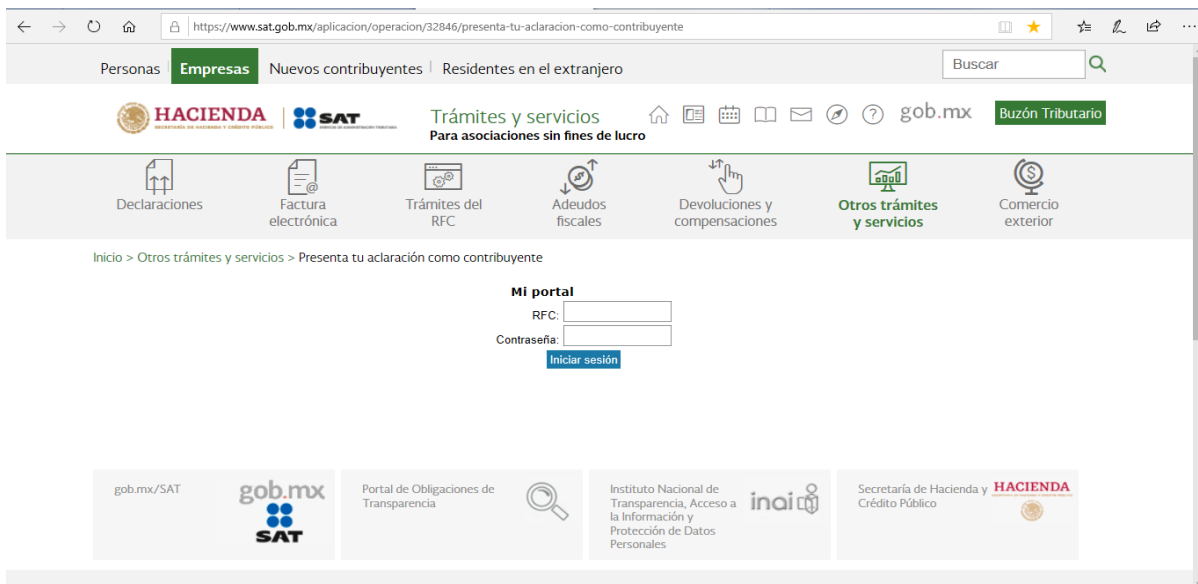 https://www.sat.gob.mx/aplicacion/operacion/32846/presenta-tu-aclaracion-como-contribuyente
Personas Empresas Nuevos contribuyentes Residentes en el extranjero Buscar
HACIENDA
SECRETARÍA DE HACIENDA Y CRÉDITO PÚBLICO
SAT
Trámites y servicios
Para asociaciones sin fines de lucro
gob.mx
Buzón Tributario
Declaraciones
Factura
electrónica
Trámites del
RFC
Adeudos
fiscales
Devoluciones y
compensaciones
Otros trámites
y servicios
Comercio
exterior
Inicio > Otros trámites y servicios > Presenta tu aclaración como contribuyente
Mi portal
RFC:
Contraseña:
Iniciar sesión
gob.mx/SAT
gob.mx
SAT
Portal de Obligaciones de
Transparencia
Instituto Nacional de
Transparencia, Acceso a
la Información y
Protección de Datos
Personales
inai
Secretaría de Hacienda y
Crédito Público
HACIENDA